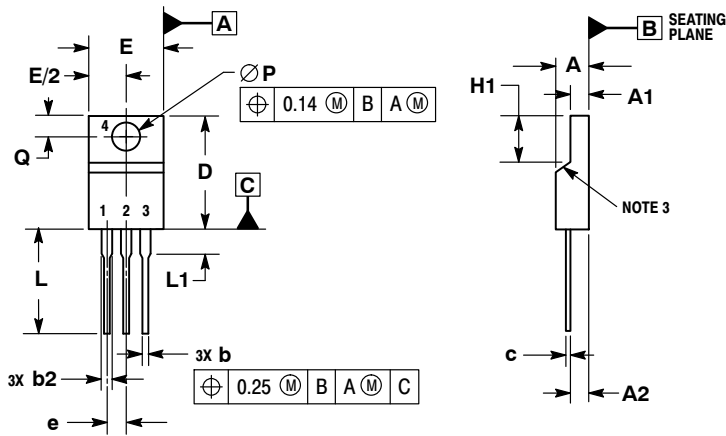 A
E
E/2
∅ P
⌖ 0.14 Ⓜ B A Ⓜ
4
Q
D
C
1 2 3
L
L1
3X b
3X b2
⌖ 0.25 Ⓜ B A Ⓜ C
e
B SEATING
PLANE
A
H1
A1
NOTE 3
c
A2